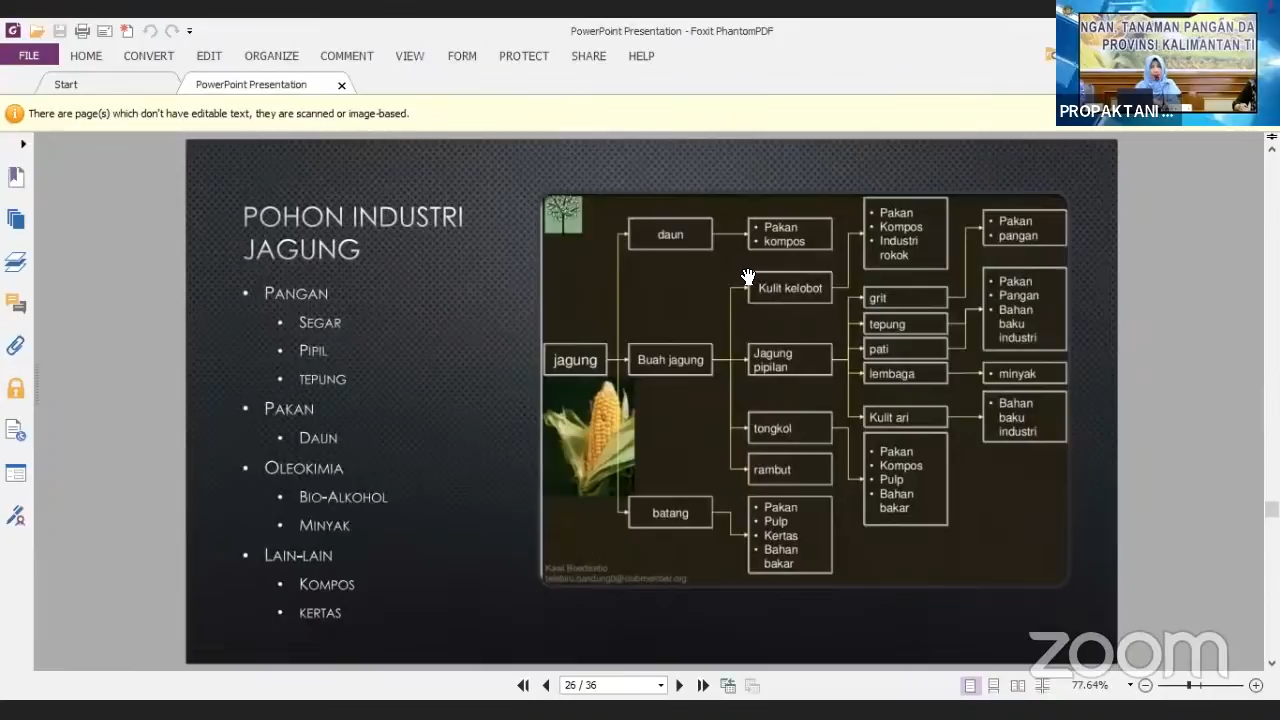 PowerPoint Presentation - Foxit PhantomPDF
FILE HOME CONVERT EDIT ORGANIZE COMMENT VIEW FORM PROTECT SHARE HELP
Start
PowerPoint Presentation
There are page(s) which don't have editable text, they are scanned or image-based.
NGAN, TANAMAN PANGAN DA
PROVINSI KALIMANTAN TI
PROPAKTANI ...
POHON INDUSTRI
JAGUNG
• PANGAN
• SEGAR
• PIPIL
• TEPUNG
• PAKAN
• DAUN
• OLEOKIMIA
• BIO-ALKOHOL
• MINYAK
• LAIN-LAIN
• KOMPOS
• KERTAS
jagung
daun
Buah jagung
batang
• Pakan
• kompos
Kulit kelobot
Jagung
pipilan
tongkol
rambut
• Pakan
• Pulp
• Kertas
• Bahan
bakar
• Pakan
• Kompos
• Industri
rokok
grit
tepung
pati
lembaga
Kulit ari
• Pakan
• Kompos
• Pulp
• Bahan
bakar
• Pakan
• pangan
• Pakan
• Pangan
• Bahan
baku
industri
• minyak
• Bahan
baku
industri
zoom
26 / 36
77.64%